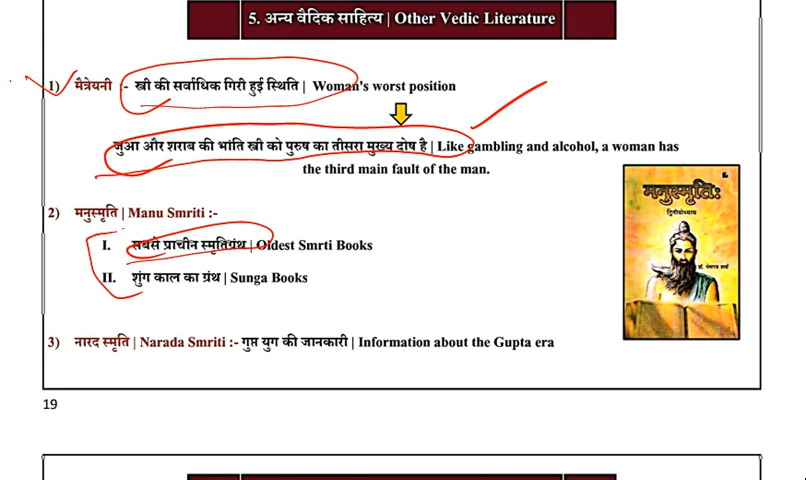 5. अन्य वैदिक साहित्य | Other Vedic Literature
1) मैत्रेयनी :- स्त्री की सर्वाधिक गिरी हुई स्थिति | Woman's worst position
जुआ और शराब की भांति स्त्री को पुरुष का तीसरा मुख्य दोष है | Like gambling and alcohol, a woman has
the third main fault of the man.
मनुस्मृतिः
द्वितीयोध्याय
2) मनुस्मृति | Manu Smriti :-
I. सबसे प्राचीन स्मृतिग्रंथ | Oldest Smrti Books
II. शुंग काल का ग्रंथ | Sunga Books
3) नारद स्मृति | Narada Smriti :- गुप्त युग की जानकारी | Information about the Gupta era
19